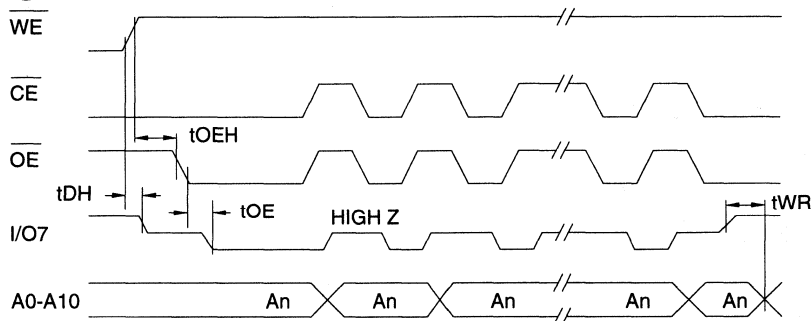 WE
CE
tOEH
OE
tDH
tOE
HIGH Z
tWR
I/O7
A0-A10 An An An An An